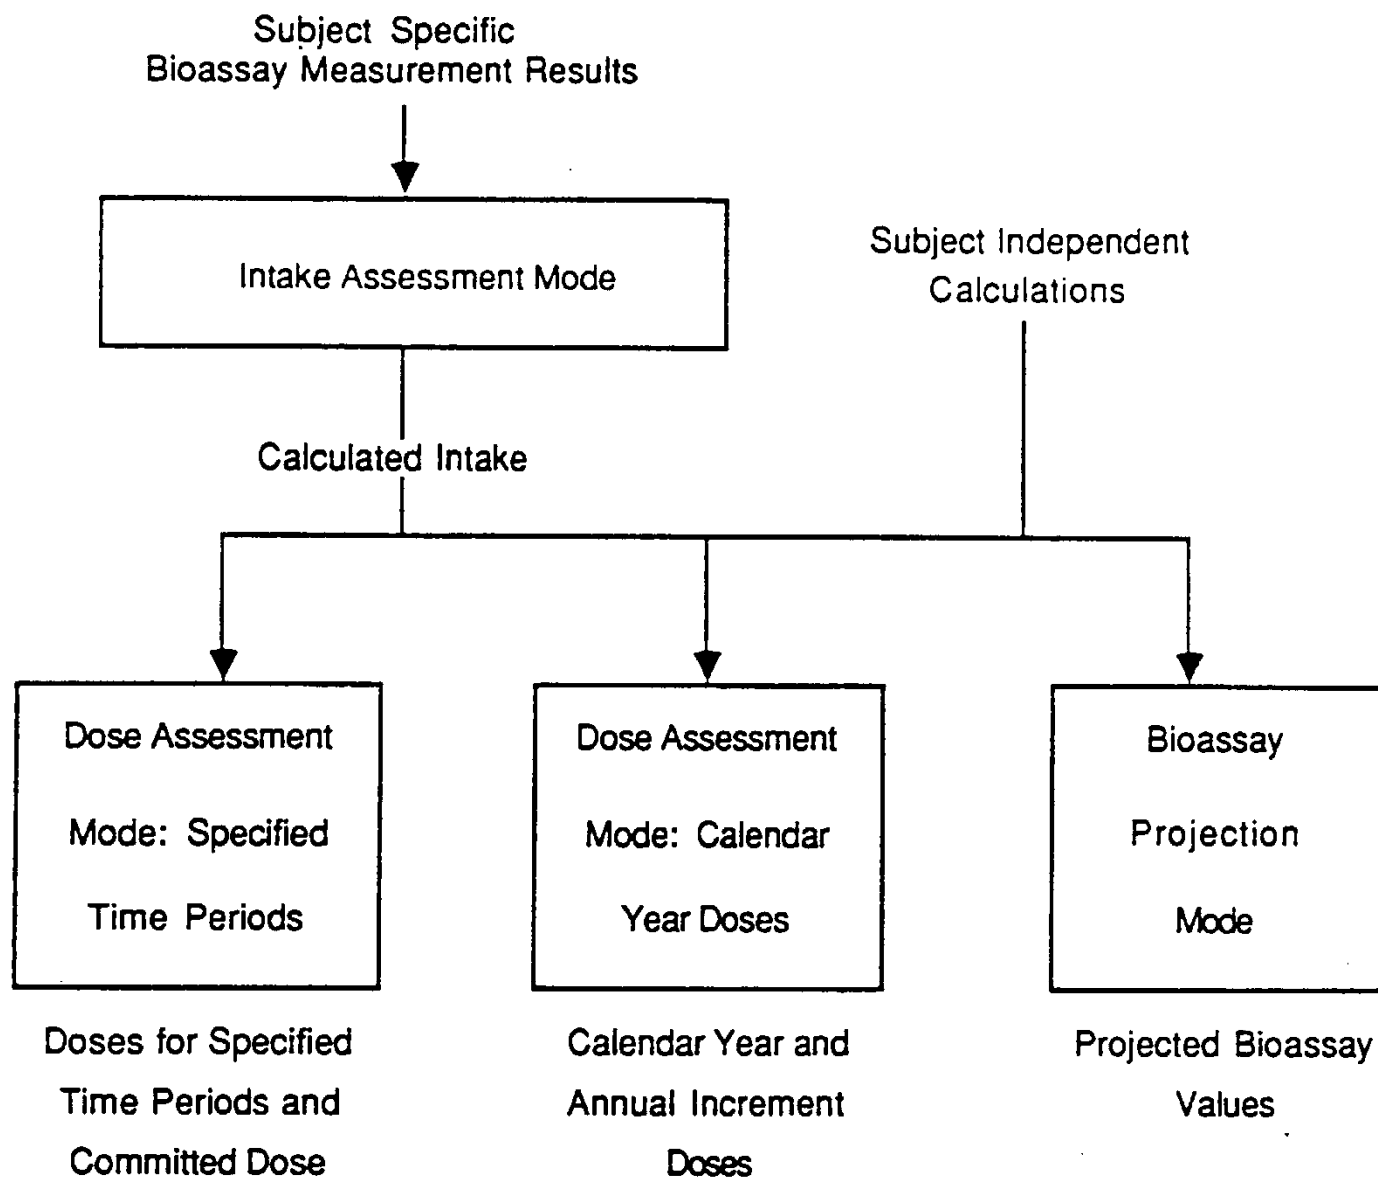 Subject Specific
Bioassay Measurement Results
Intake Assessment Mode
Subject Independent
Calculations
Calculated Intake
Dose Assessment
Mode: Specified
Time Periods
Dose Assessment
Mode: Calendar
Year Doses
Bioassay
Projection
Mode
Doses for Specified
Time Periods and
Committed Dose
Calendar Year and
Annual Increment
Doses
Projected Bioassay
Values